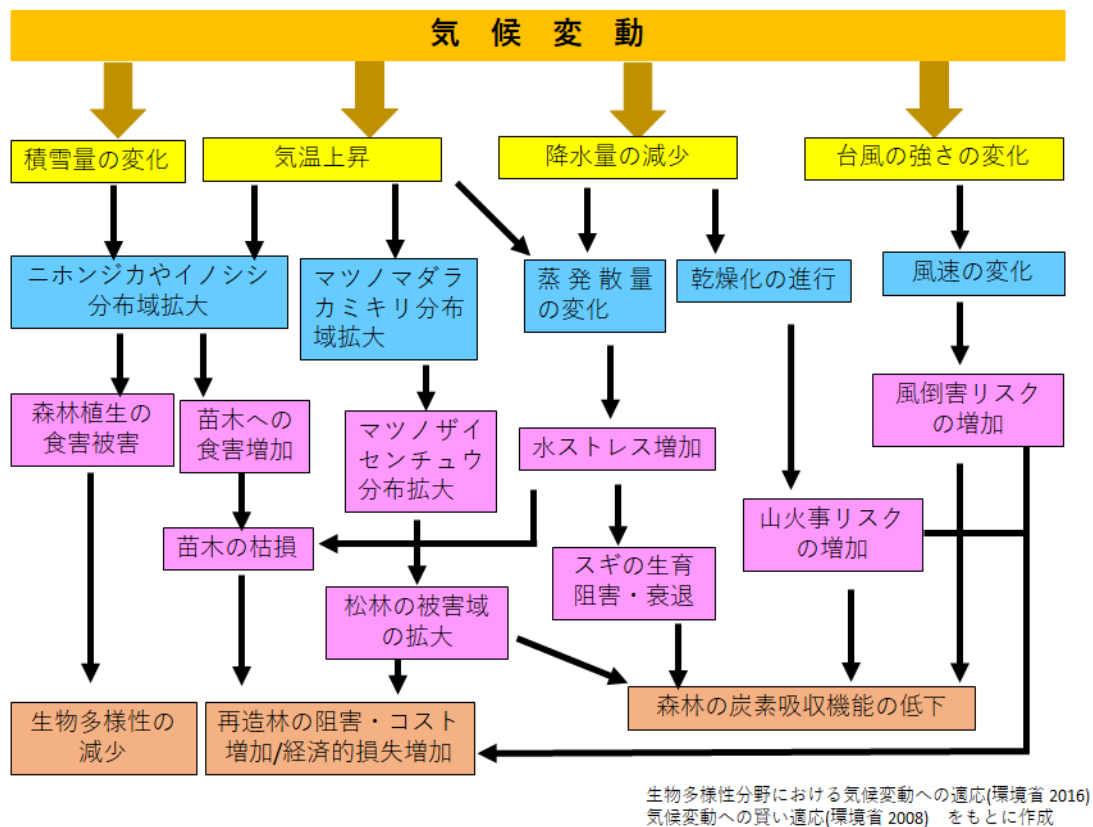 気 候 変 動
積雪量の変化
気温上昇
降水量の減少
台風の強さの変化
ニホンジカやイノシシ
分布域拡大
マツノマダラ
カミキリ分布
域拡大
蒸 発 散 量
の変化
乾燥化の進行
風速の変化
森林植生の
食害被害
苗木への
食害増加
マツノザイ
センチュウ
分布拡大
水ストレス増加
風倒害リスク
の増加
苗木の枯損
山火事リスク
の増加
スギの生育
阻害・衰退
松林の被害域
の拡大
生物多様性の
減少
再造林の阻害・コスト
増加/経済的損失増加
森林の炭素吸収機能の低下
生物多様性分野における気候変動への適応(環境省 2016)
気候変動への賢い適応(環境省 2008) をもとに作成